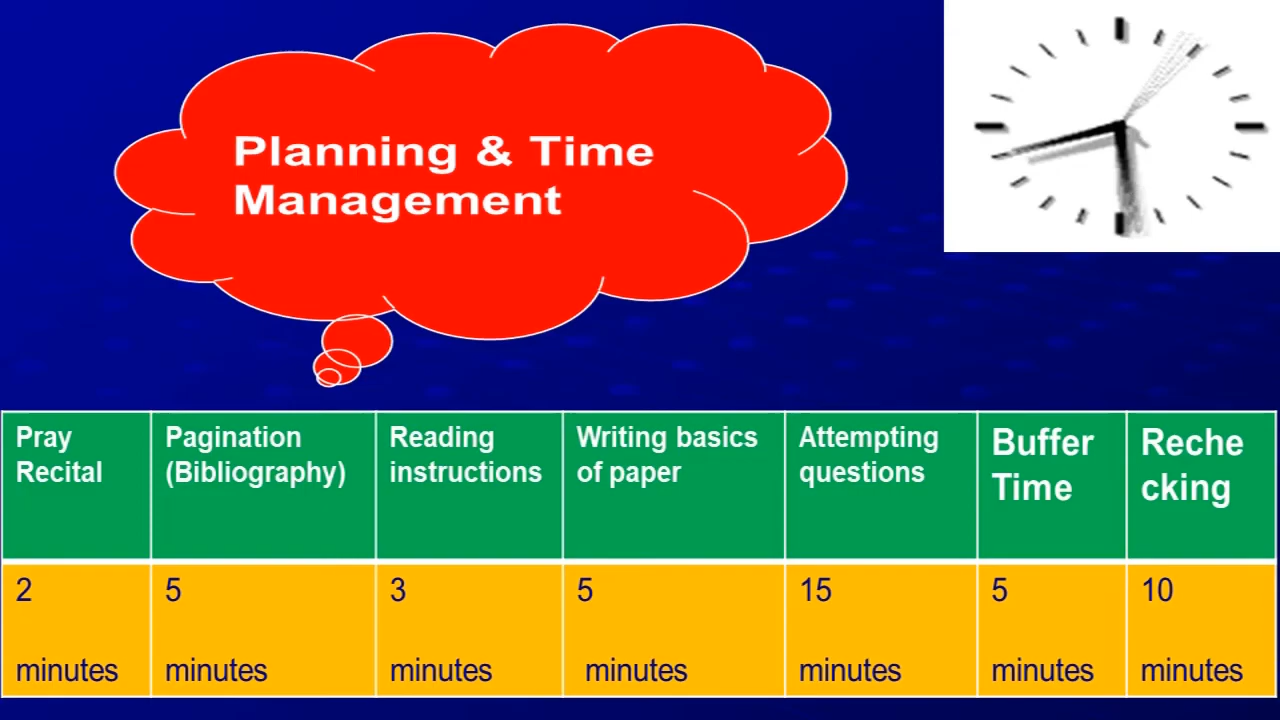 Planning & Time
Management
Pray
Recital
Pagination
(Bibliography)
Reading
instructions
Writing basics
of paper
Attempting
questions
Buffer
Time
Reche
cking
2
minutes
5
minutes
3
minutes
5
minutes
15
minutes
5
minutes
10
minutes